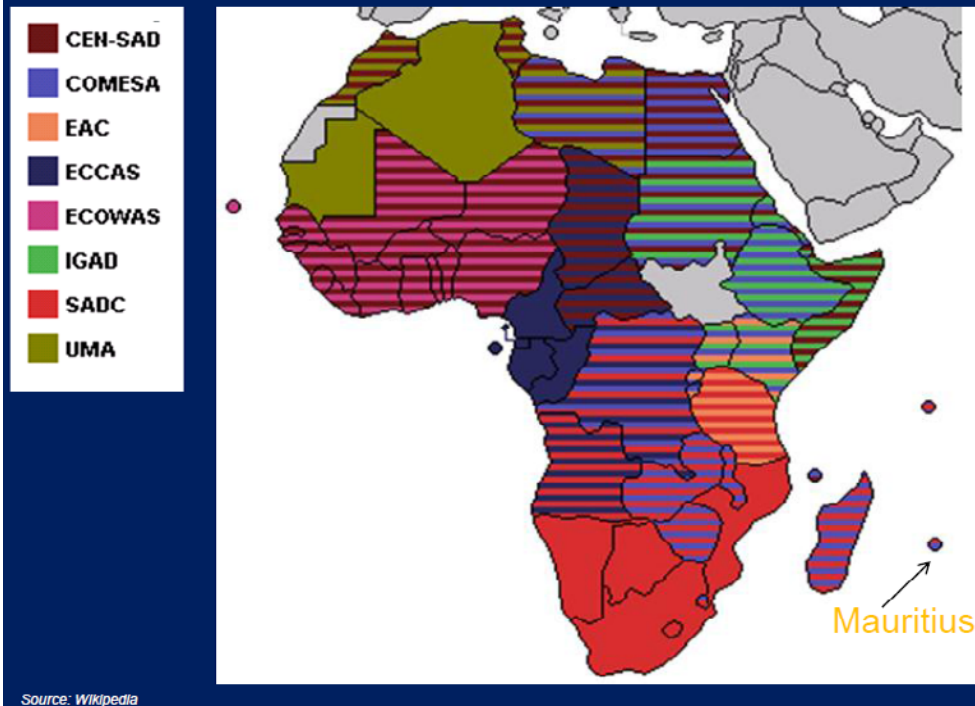 CEN-SAD
COMESA
EAC
ECCAS
ECOWAS
IGAD
SADC
UMA
Mauritius
Source: Wikipedia